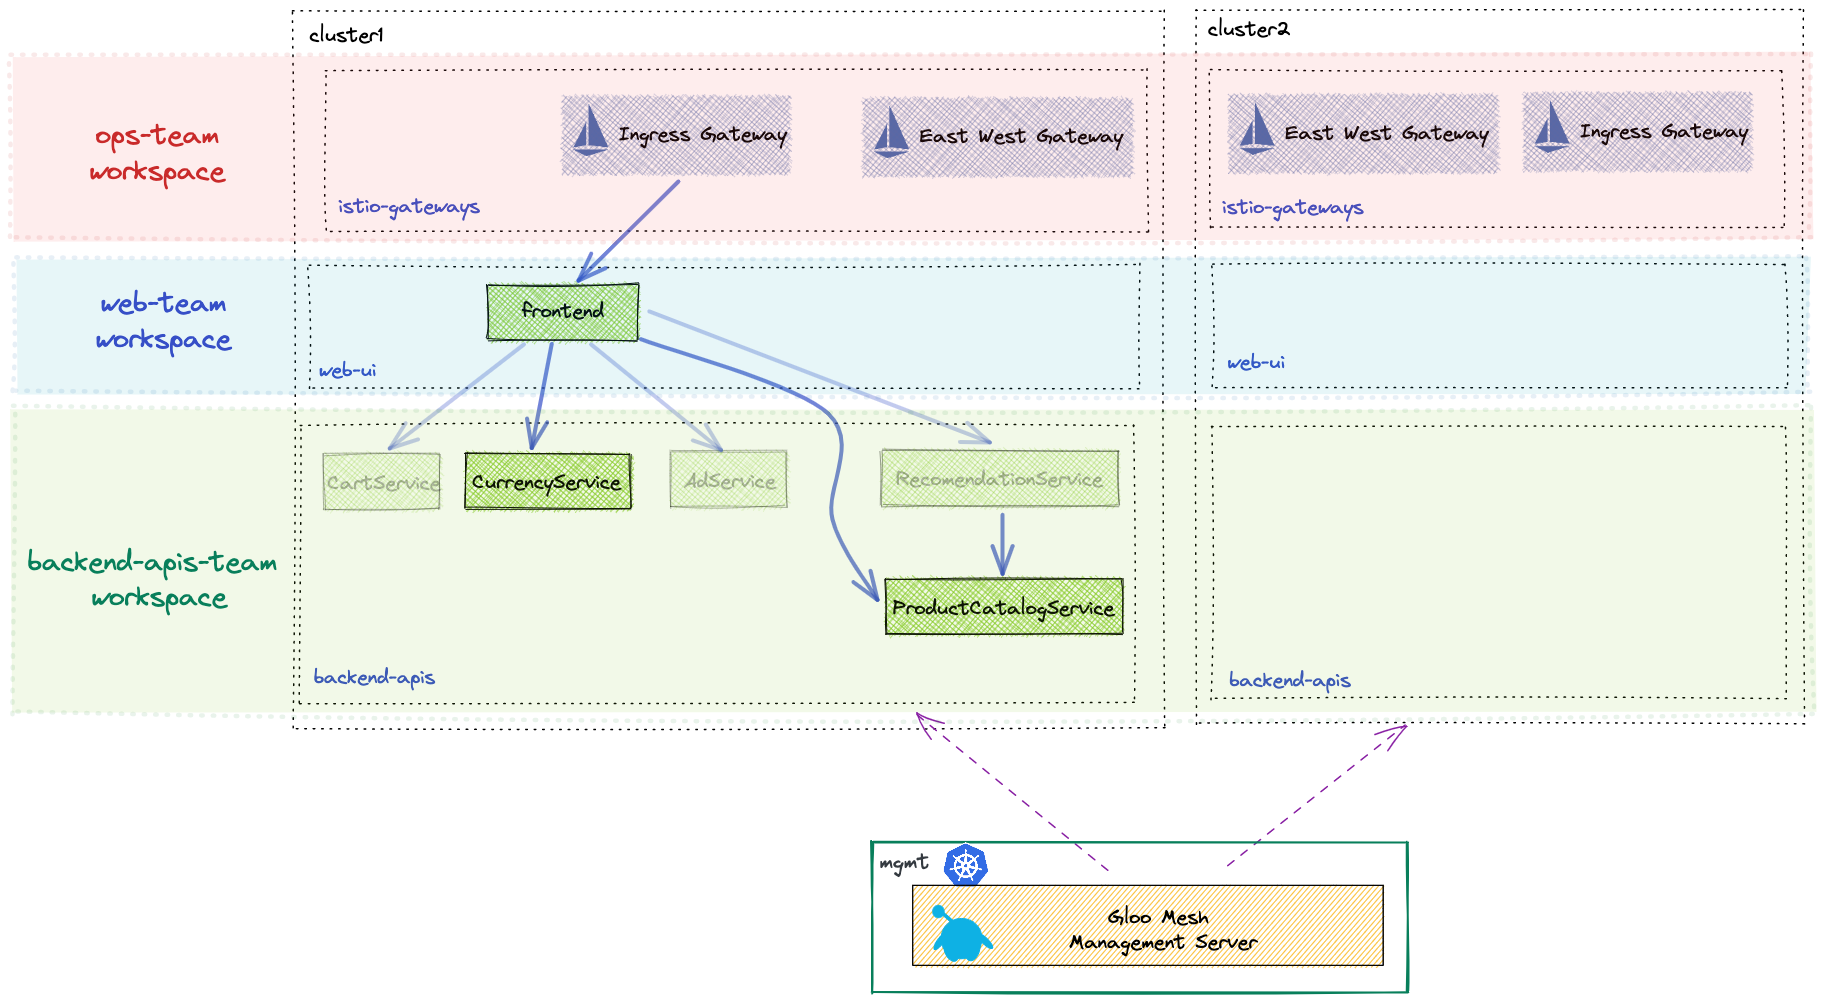 cluster1
cluster2
ops-team
workspace
Ingress Gateway
East West Gateway
East West Gateway
Ingress Gateway
istio-gateways
istio-gateways
web-team
workspace
frontend
web-ui
web-ui
CartService
CurrencyService
AdService
RecomendationService
backend-apis-team
workspace
ProductCatalogService
backend-apis
backend-apis
mgmt
Gloo Mesh
Management Server